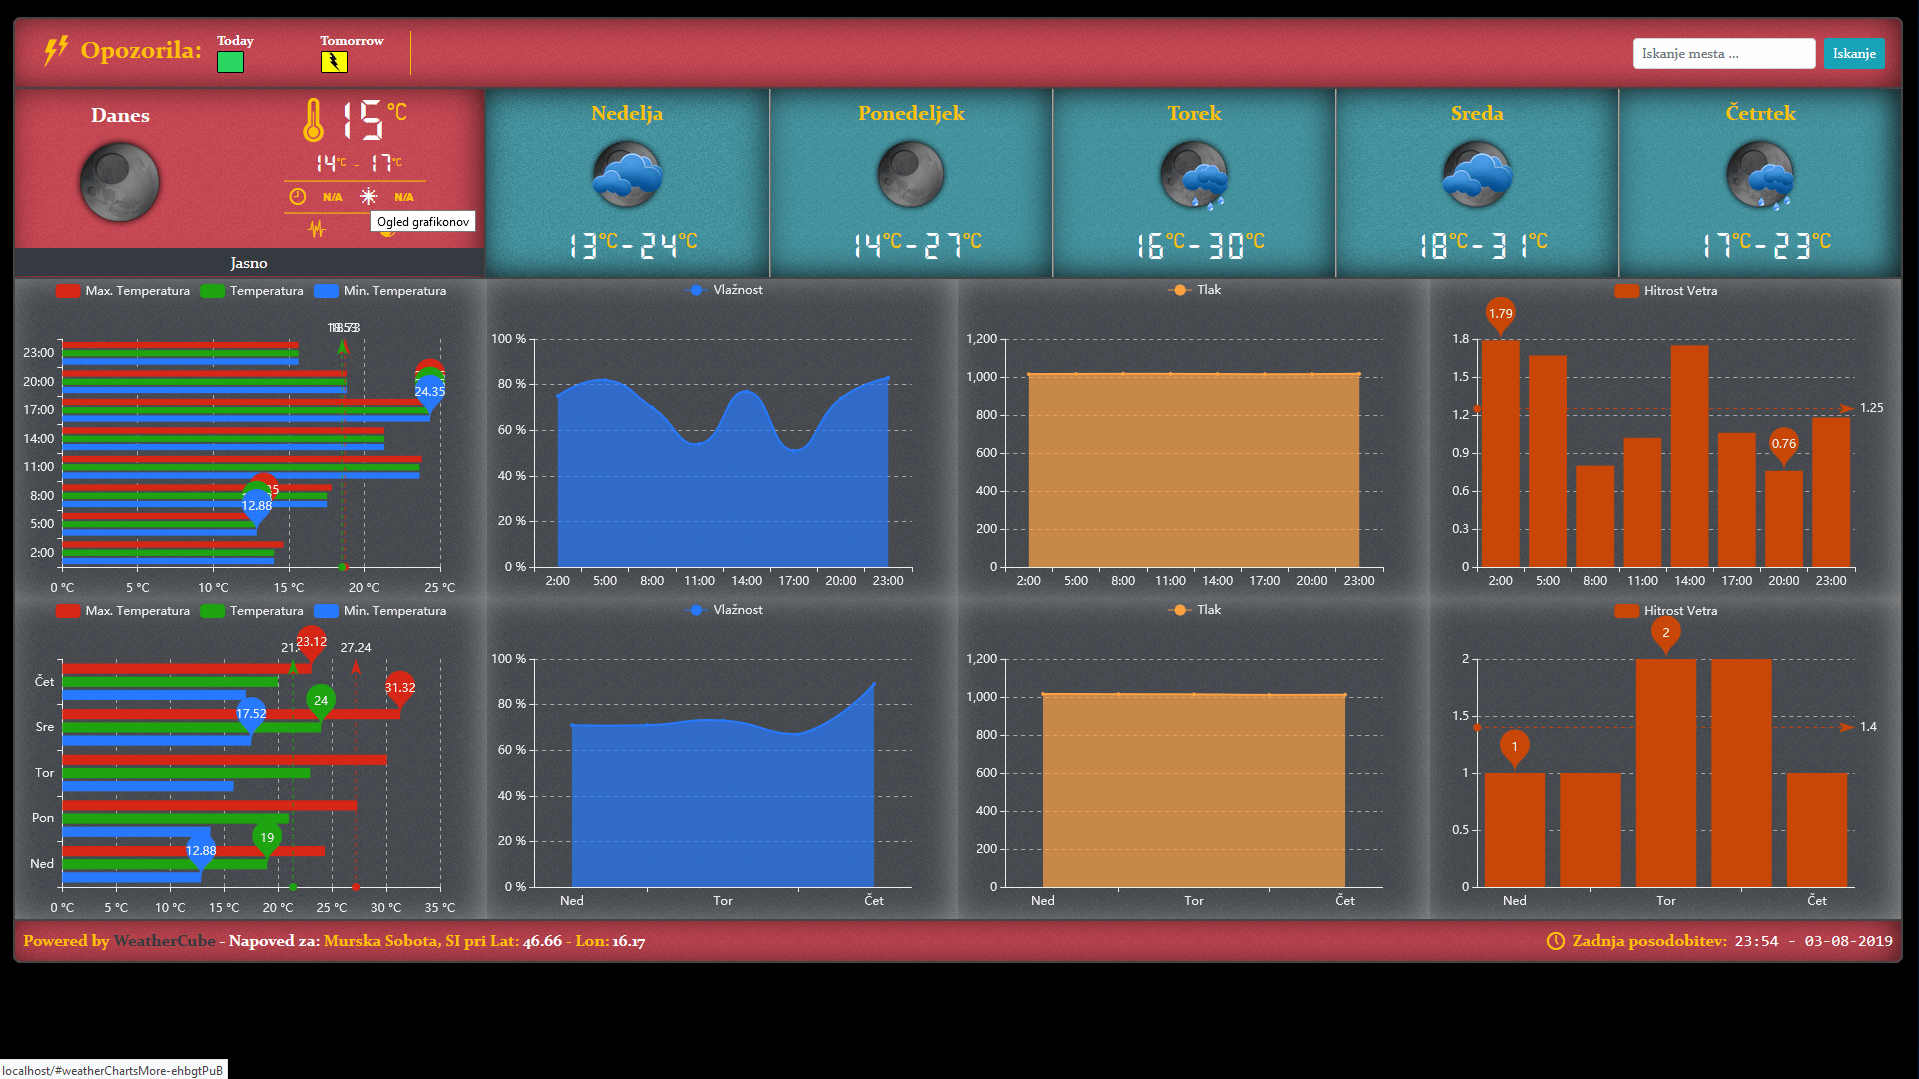 Opozorila:
Today
Tomorrow
Iskanje mesta ...
Iskanje
Danes
15°C
14°C - 17°C
N/A
N/A
Ogled grafikonov
Jasno
Nedelja
13°C-24°C
Ponedeljek
14°C-27°C
Torek
16°C-30°C
Sreda
18°C-31°C
Četrtek
17°C-23°C
Max. Temperatura
Temperatura
Min. Temperatura
23:00
20:00
17:00
14:00
11:00
8:00
5:00
2:00
24.35
12.88
0 °C 5 °C 10 °C 15 °C 20 °C 25 °C
Vlažnost
100 %
80 %
60 %
40 %
20 %
0 %
2:00 5:00 8:00 11:00 14:00 17:00 20:00 23:00
Tlak
1,200
1,000
800
600
400
200
0
2:00 5:00 8:00 11:00 14:00 17:00 20:00 23:00
Hitrost Vetra
1.79
1.8
1.5
1.2
0.9
0.6
0.3
0
1.25
0.76
2:00 5:00 8:00 11:00 14:00 17:00 20:00 23:00
Max. Temperatura
Temperatura
Min. Temperatura
23.12
27.24
31.32
24
17.52
19
12.88
Čet
Sre
Tor
Pon
Ned
0 °C 5 °C 10 °C 15 °C 20 °C 25 °C 30 °C 35 °C
Vlažnost
100 %
80 %
60 %
40 %
20 %
0 %
Ned Tor Čet
Tlak
1,200
1,000
800
600
400
200
0
Ned Tor Čet
Hitrost Vetra
2
2
1.5
1
0.5
0
1.4
1
Ned Tor Čet
Powered by WeatherCube - Napoved za: Murska Sobota, SI pri Lat: 46.66 - Lon: 16.17
Zadnja posodobitev: 23:54 - 03-08-2019
localhost/#weatherChartsMore-ehbgtPuB